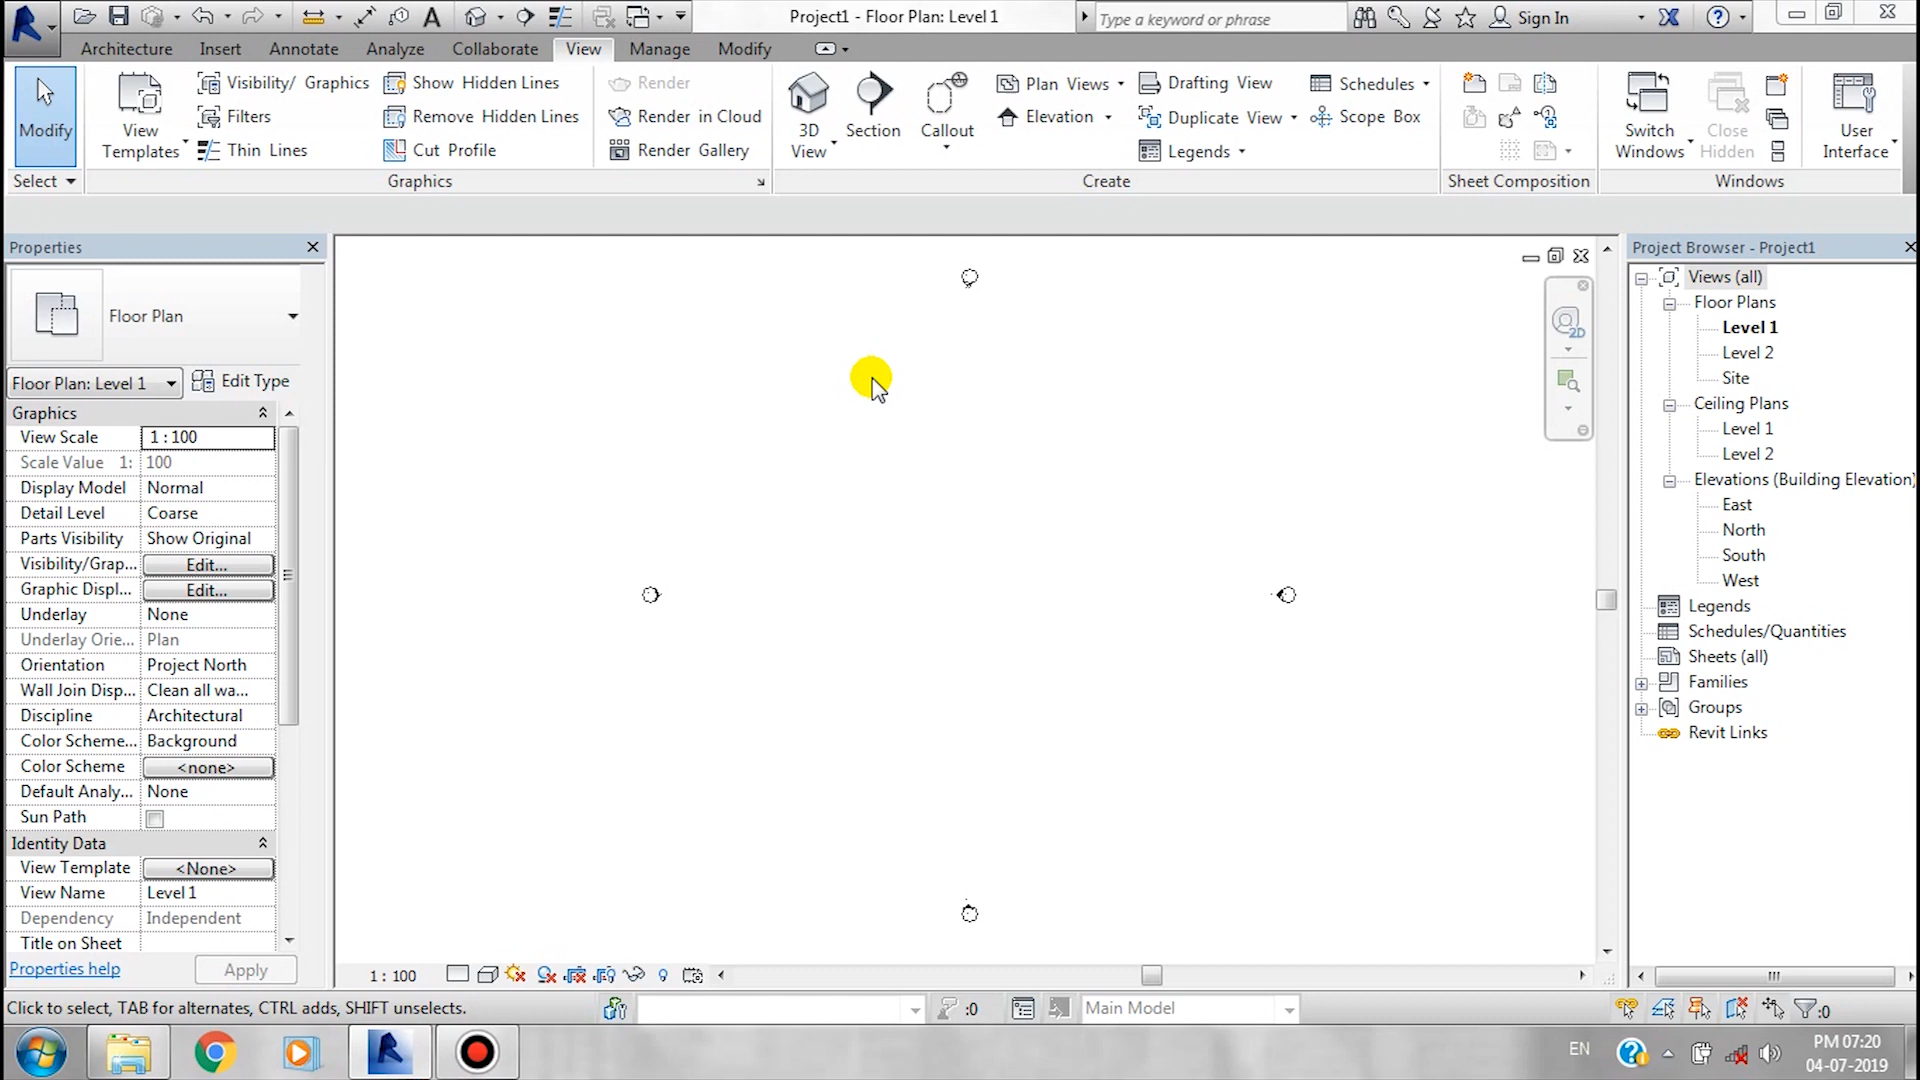 Project1 - Floor Plan: Level 1
Type a keyword or phrase
Sign In
Architecture
Insert
Annotate
Analyze
Collaborate
View
Manage
Modify
Modify
View
Templates
Visibility/ Graphics
Filters
Thin Lines
Show Hidden Lines
Remove Hidden Lines
Cut Profile
Render
Render in Cloud
Render Gallery
3D
View
Section
Callout
Plan Views
Elevation
Drafting View
Duplicate View
Legends
Schedules
Scope Box
Switch
Windows
Close
Hidden
User
Interface
Select
Graphics
Create
Sheet Composition
Windows
Properties
Floor Plan
Floor Plan: Level 1
Edit Type
Graphics
View Scale 1 : 100
Scale Value 1: 100
Display Model Normal
Detail Level Coarse
Parts Visibility Show Original
Visibility/Grap... Edit...
Graphic Displ... Edit...
Underlay None
Underlay Orie... Plan
Orientation Project North
Wall Join Disp... Clean all wa...
Discipline Architectural
Color Scheme... Background
Color Scheme <none>
Default Analy... None
Sun Path
Identity Data
View Template <None>
View Name Level 1
Dependency Independent
Title on Sheet
Properties help
Apply
2D
1 : 100
Project Browser - Project1
Views (all)
Floor Plans
Level 1
Level 2
Site
Ceiling Plans
Level 1
Level 2
Elevations (Building Elevation)
East
North
South
West
Legends
Schedules/Quantities
Sheets (all)
Families
Groups
Revit Links
Click to select, TAB for alternates, CTRL adds, SHIFT unselects.
:0
Main Model
:0
EN
PM 07:20
04-07-2019